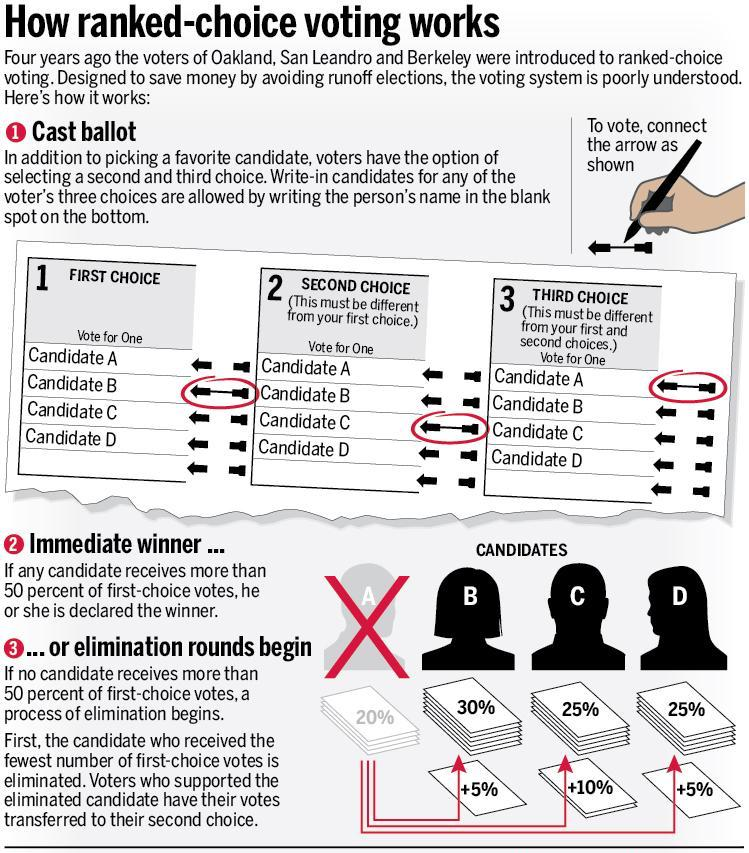 How ranked-choice voting works
Four years ago the voters of Oakland, San Leandro and Berkeley were introduced to ranked-choice
voting. Designed to save money by avoiding runoff elections, the voting system is poorly understood.
Here's how it works:
1 Cast ballot
In addition to picking a favorite candidate, voters have the option of
selecting a second and third choice. Write-in candidates for any of the
voter's three choices are allowed by writing the person's name in the blank
spot on the bottom.
To vote, connect
the arrow as
shown
1 FIRST CHOICE
Vote for One
Candidate A
Candidate B
Candidate C
Candidate D
2 SECOND CHOICE
(This must be different
from your first choice.)
Vote for One
Candidate A
Candidate B
Candidate C
Candidate D
3 THIRD CHOICE
(This must be different
from your first and
second choices.)
Vote for One
Candidate A
Candidate B
Candidate C
Candidate D
2 Immediate winner ...
If any candidate receives more than
50 percent of first-choice votes, he
or she is declared the winner.
3 ... or elimination rounds begin
If no candidate receives more than
50 percent of first-choice votes, a
process of elimination begins.
First, the candidate who received the
fewest number of first-choice votes is
eliminated. Voters who supported the
eliminated candidate have their votes
transferred to their second choice.
CANDIDATES
A B C D
20% 30% 25% 25%
+5% +10% +5%